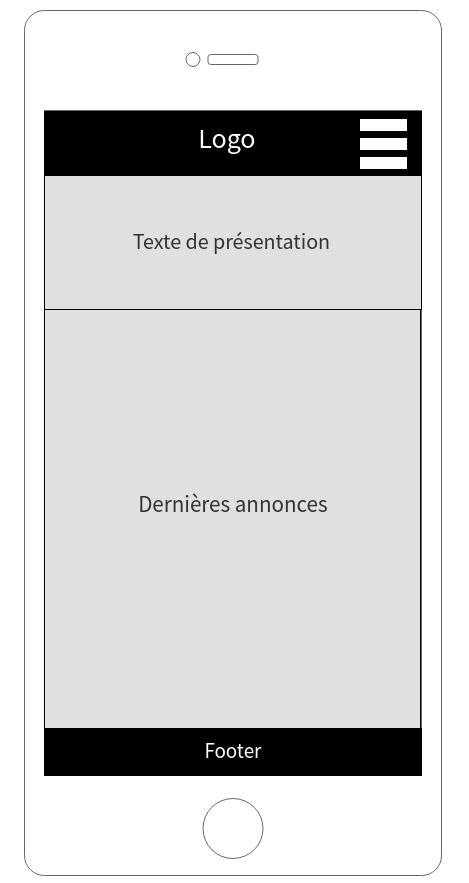 Logo
Texte de présentation
Dernières annonces
Footer